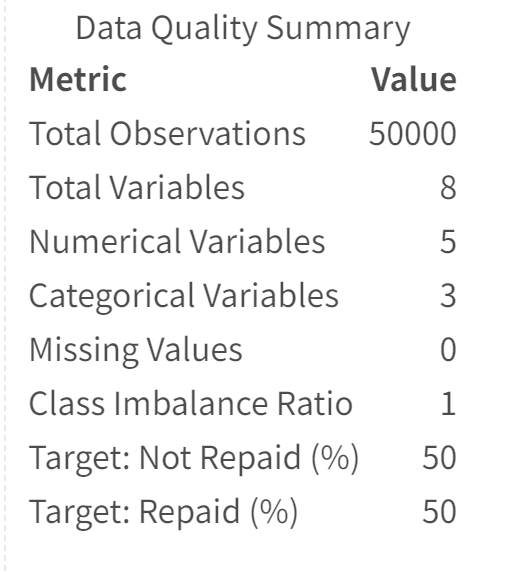 Data Quality Summary
Metric Value
Total Observations 50000
Total Variables 8
Numerical Variables 5
Categorical Variables 3
Missing Values 0
Class Imbalance Ratio 1
Target: Not Repaid (%) 50
Target: Repaid (%) 50